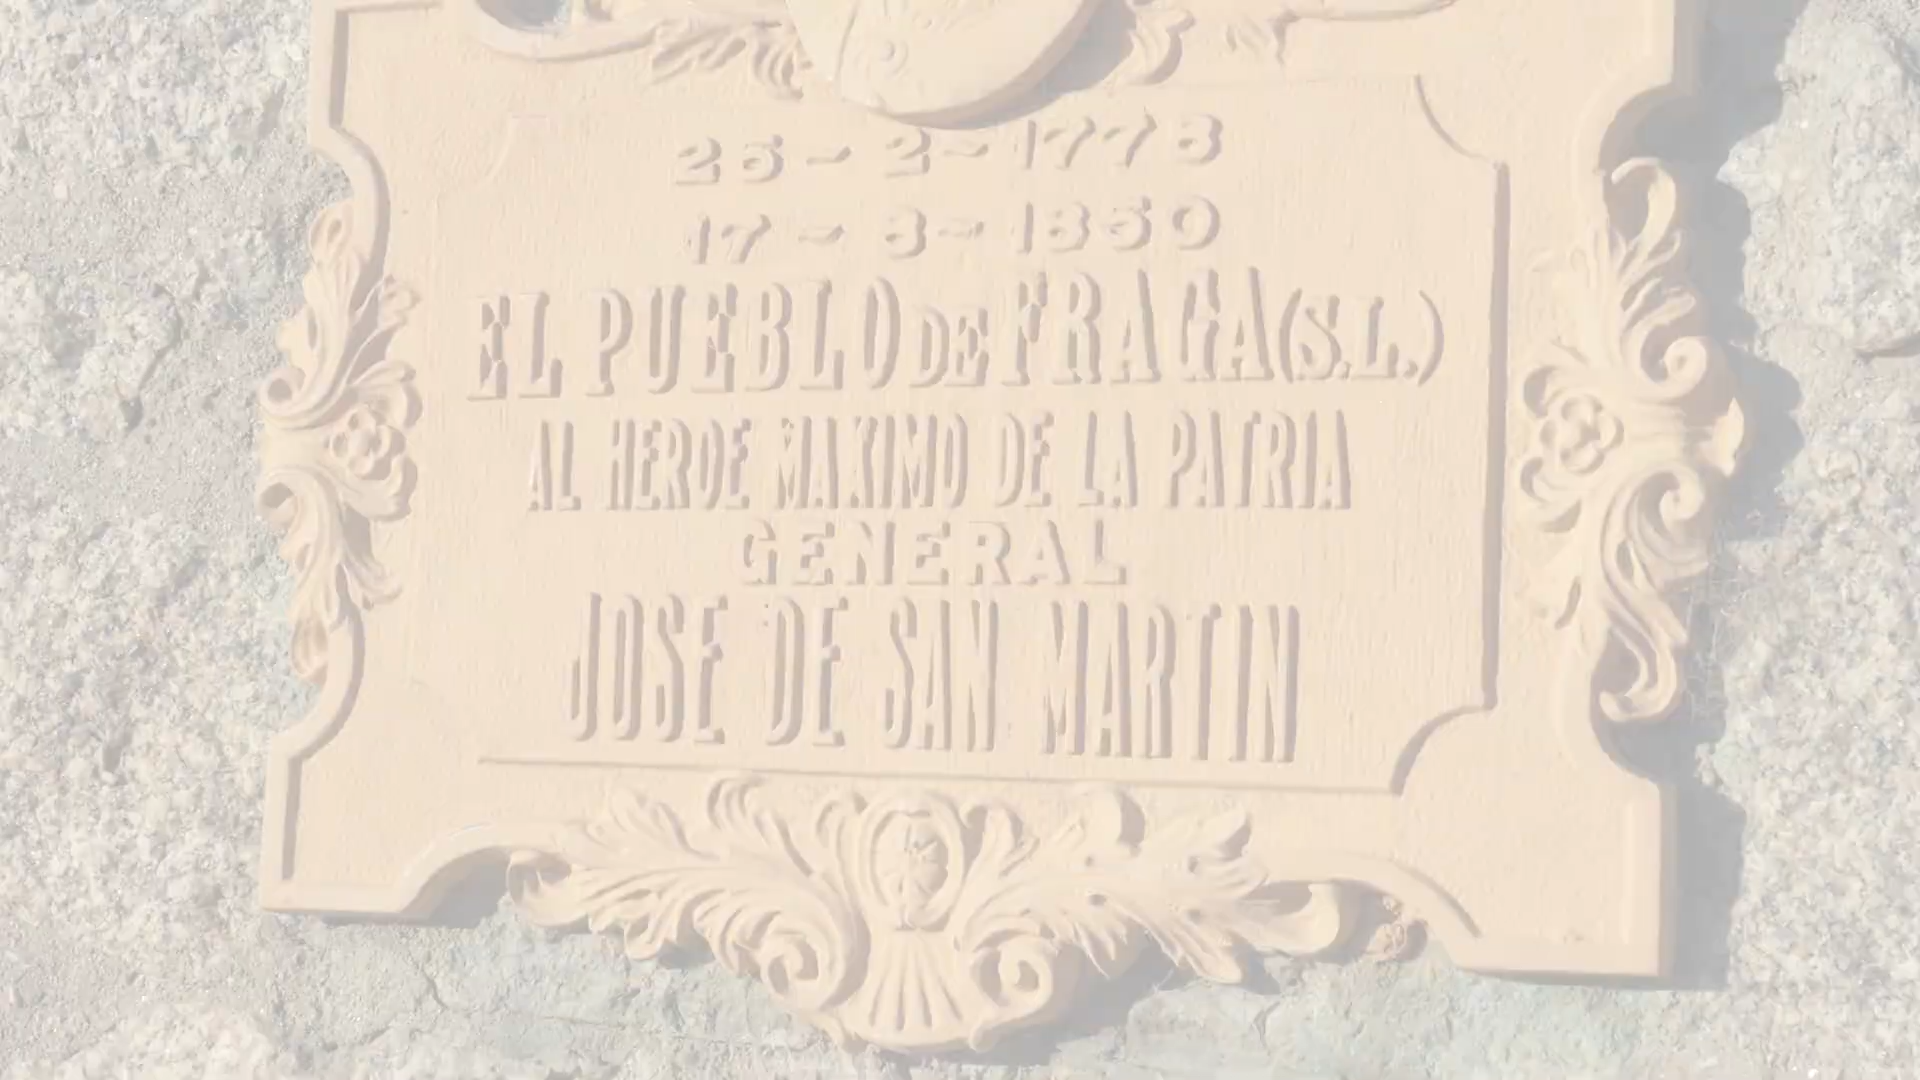 25 - 2 - 1778
17 - 8 - 1850
EL PUEBLO DE FRAGA (S.L.)
AL HEROE MAXIMO DE LA PATRIA
GENERAL
JOSE DE SAN MARTIN